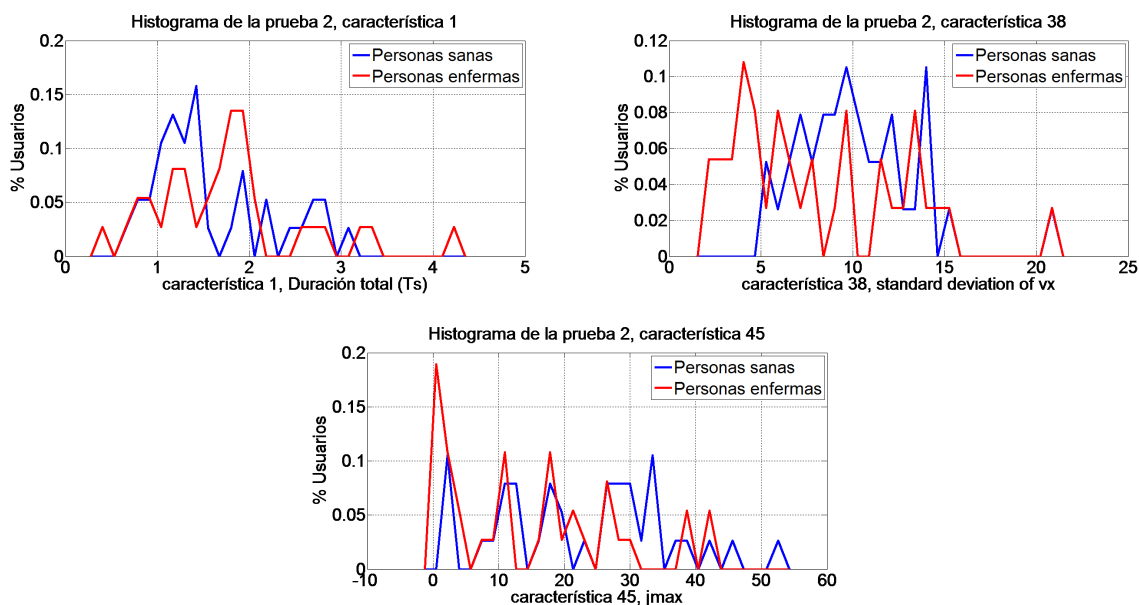 Histograma de la prueba 2, característica 1
0.2
0.15
0.1
0.05
0
% Usuarios
Personas sanas
Personas enfermas
0 1 2 3 4 5
característica 1, Duración total (Ts)
Histograma de la prueba 2, característica 38
0.12
0.1
0.08
0.06
0.04
0.02
0
% Usuarios
Personas sanas
Personas enfermas
0 5 10 15 20 25
característica 38, standard deviation of vx
Histograma de la prueba 2, característica 45
0.2
0.15
0.1
0.05
0
% Usuarios
Personas sanas
Personas enfermas
-10 0 10 20 30 40 50 60
característica 45, jmax